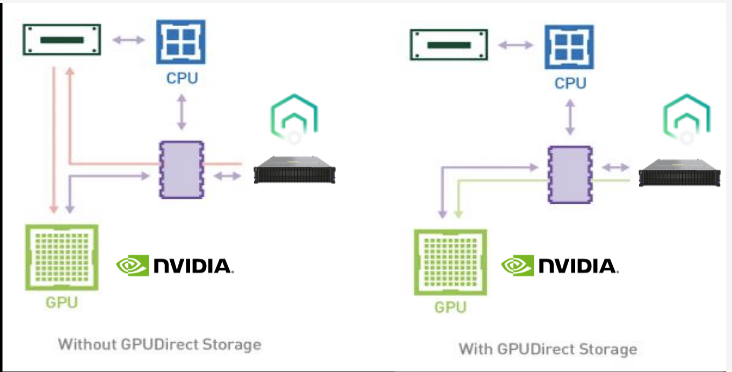 CPU
CPU
NVIDIA.
NVIDIA.
GPU
GPU
Without GPUDirect Storage
With GPUDirect Storage